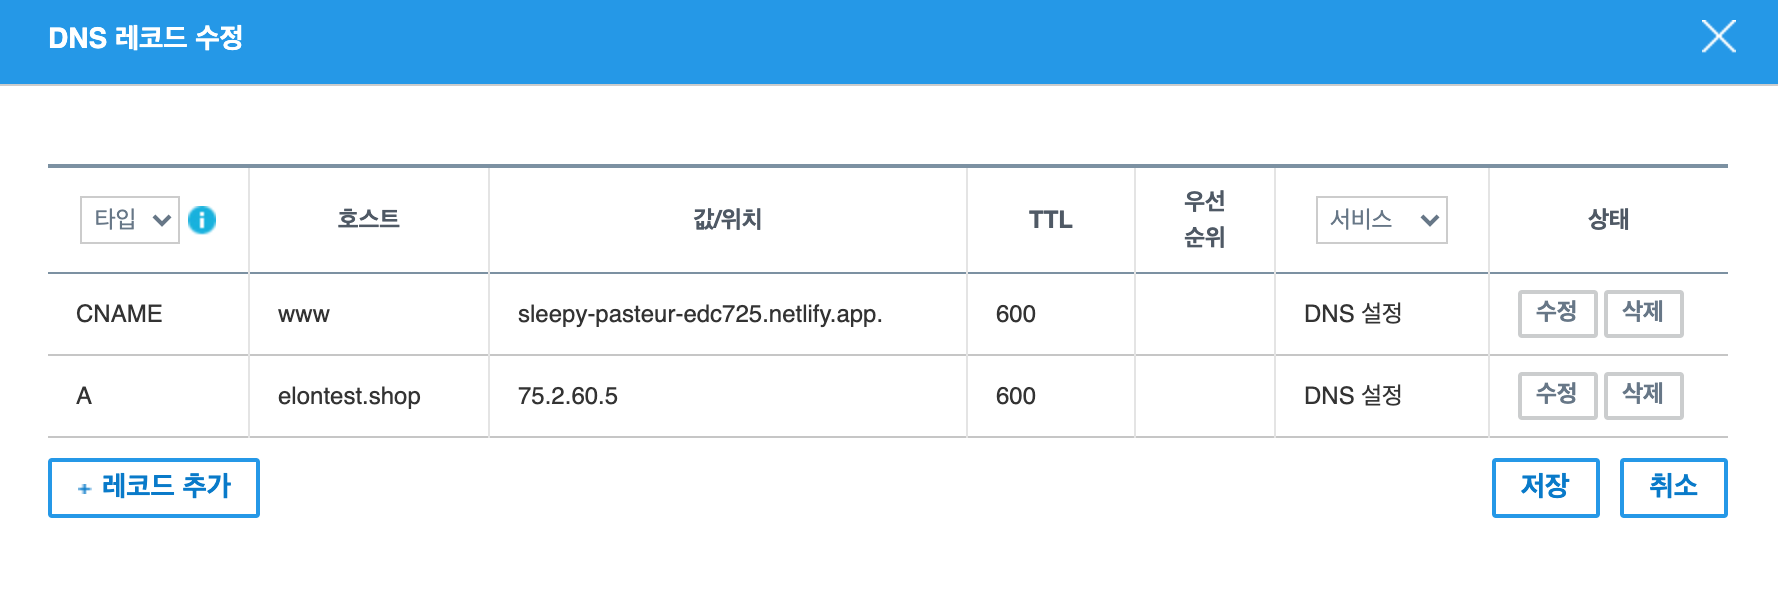 DNS 레코드 수정
타입 호스트 값/위치 TTL 우선 순위 서비스 상태
CNAME www sleepy-pasteur-edc725.netlify.app. 600 DNS 설정 수정 삭제
A elontest.shop 75.2.60.5 600 DNS 설정 수정 삭제
+ 레코드 추가 저장 취소